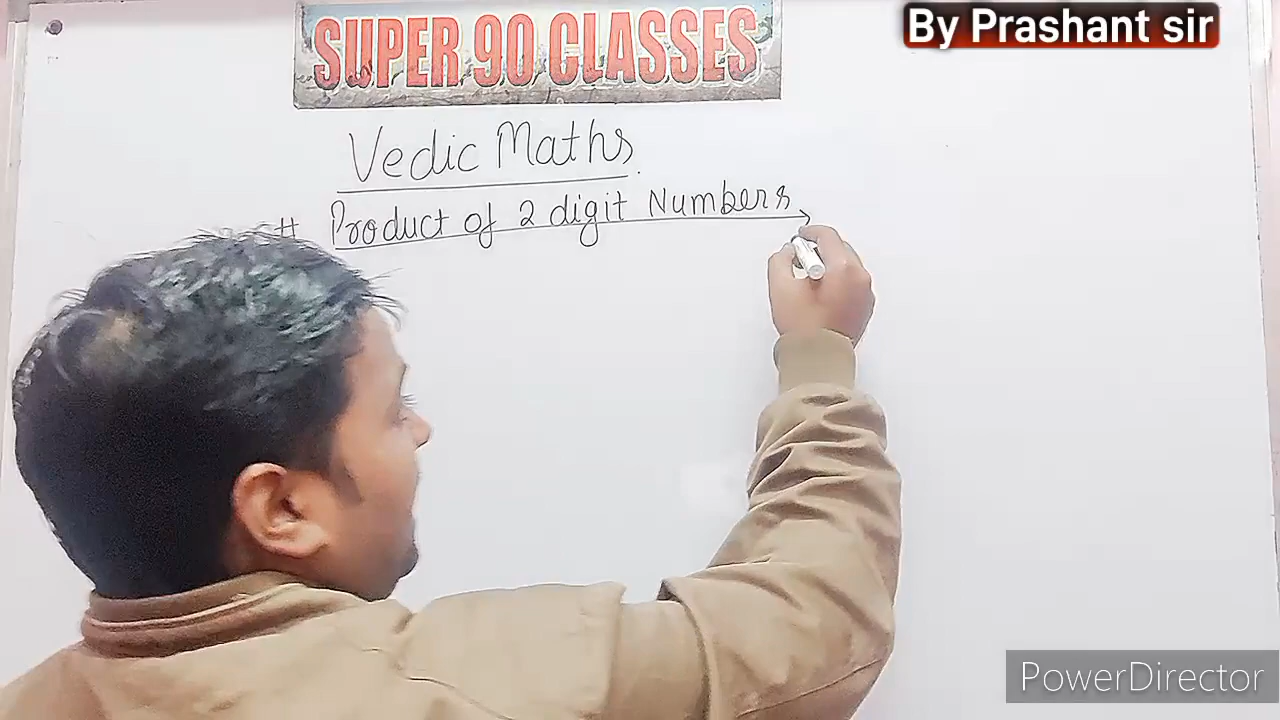 SUPER 90 CLASSES
By Prashant sir
Vedic Maths.
# Product of 2 digit Numbers
PowerDirector